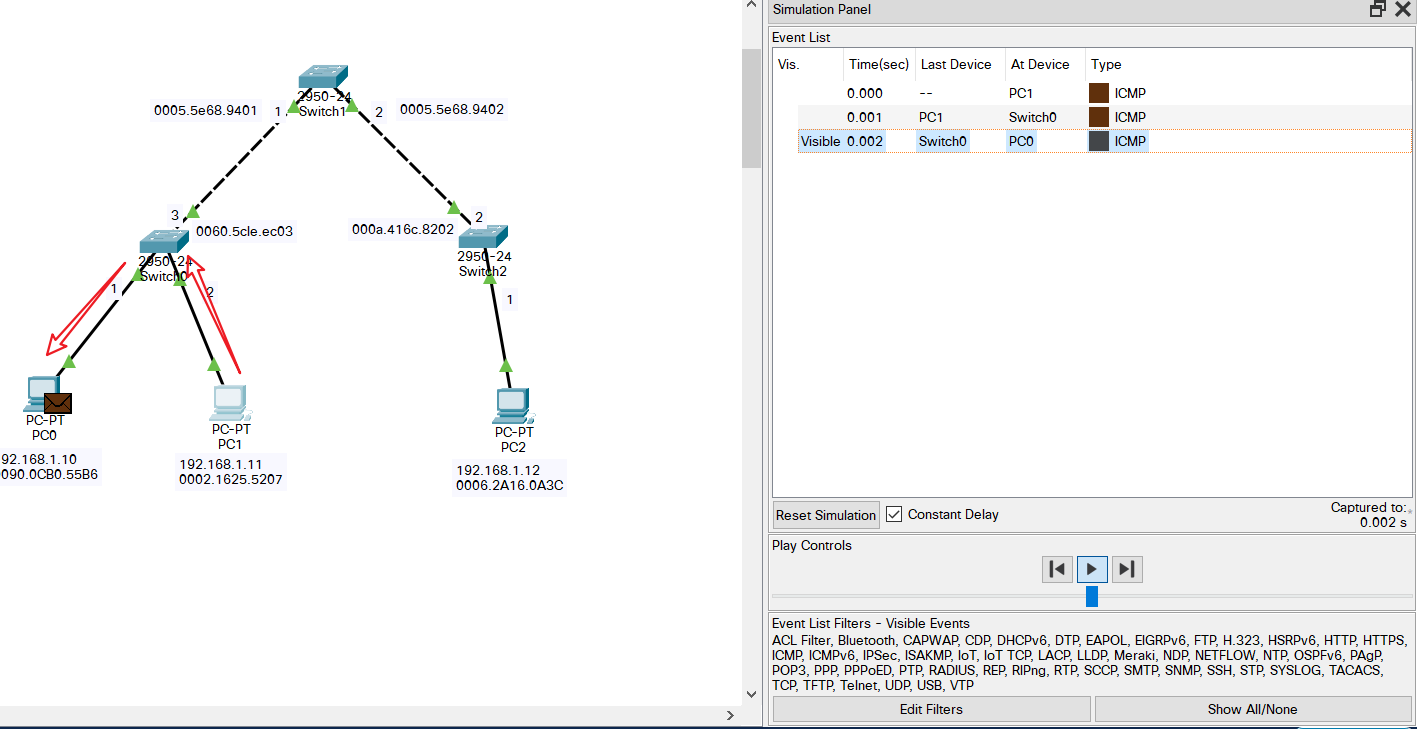 2950-24
Switch1
0005.5e68.9401
1
2
0005.5e68.9402
3
0060.5cle.ec03
000a.416c.8202
2
2950-24
Switch0
2950-24
Switch2
1
2
1
PC-PT
PC0
92.168.1.10
090.0CB0.55B6
PC-PT
PC1
192.168.1.11
0002.1625.5207
PC-PT
PC2
192.168.1.12
0006.2A16.0A3C
Simulation Panel
Event List
Vis. Time(sec) Last Device At Device Type
0.000 -- PC1 ICMP
0.001 PC1 Switch0 ICMP
Visible 0.002 Switch0 PC0 ICMP
Reset Simulation Constant Delay Captured to:
0.002 s
Play Controls
Event List Filters - Visible Events
ACL Filter, Bluetooth, CAPWAP, CDP, DHCPv6, DTP, EAPOL, EIGRPv6, FTP, H.323, HSRPv6, HTTP, HTTPS,
ICMP, ICMPv6, IPSec, ISAKMP, IoT, IoT TCP, LACP, LLDP, Meraki, NDP, NETFLOW, NTP, OSPFv6, PAgP,
POP3, PPP, PPPoED, PTP, RADIUS, REP, RIPng, RTP, SCCP, SMTP, SNMP, SSH, STP, SYSLOG, TACACS,
TCP, TFTP, Telnet, UDP, USB, VTP
Edit Filters Show All/None